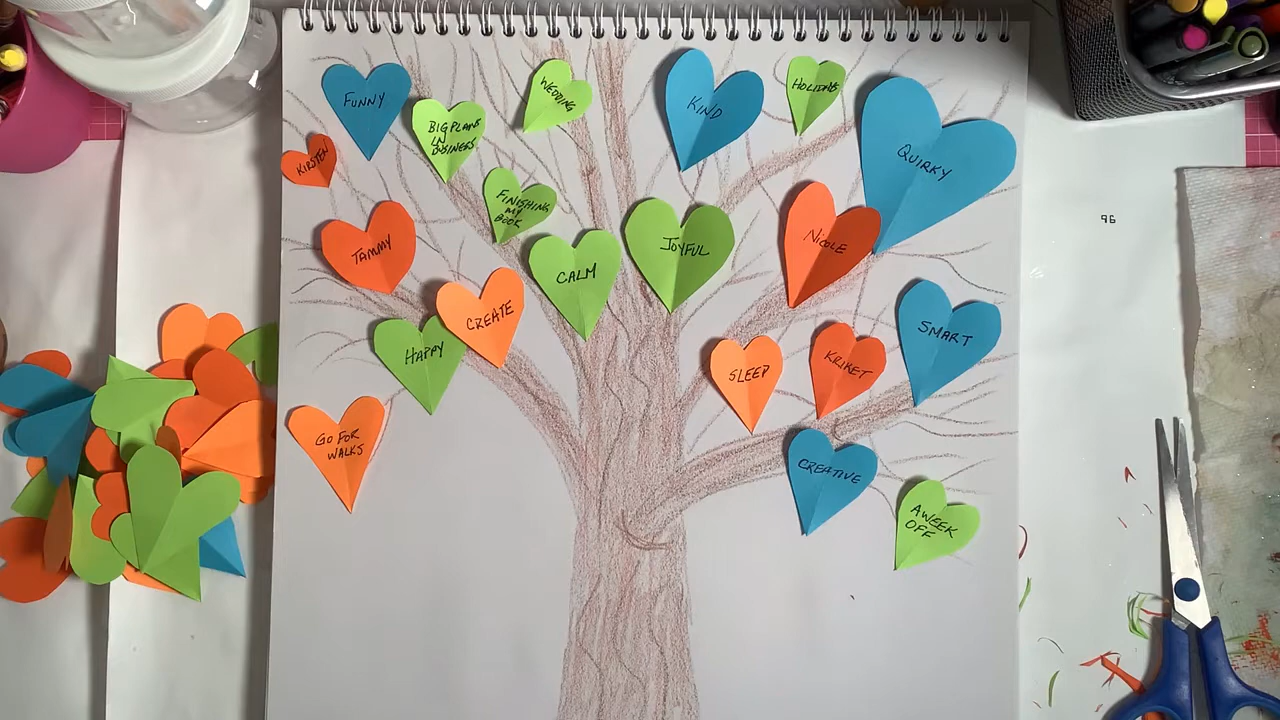 FUNNY
BIG PLANS
IN
BUSINESS
WEDDING
KIND
HOLIDAYS
QUIRKY
KIRSTEN
FINISHING
MY
BOOK
TAMMY
CALM
JOYFUL
NICOLE
96
CREATE
HAPPY
SLEEP
KRIKET
SMART
GO FOR
WALKS
CREATIVE
A WEEK
OFF